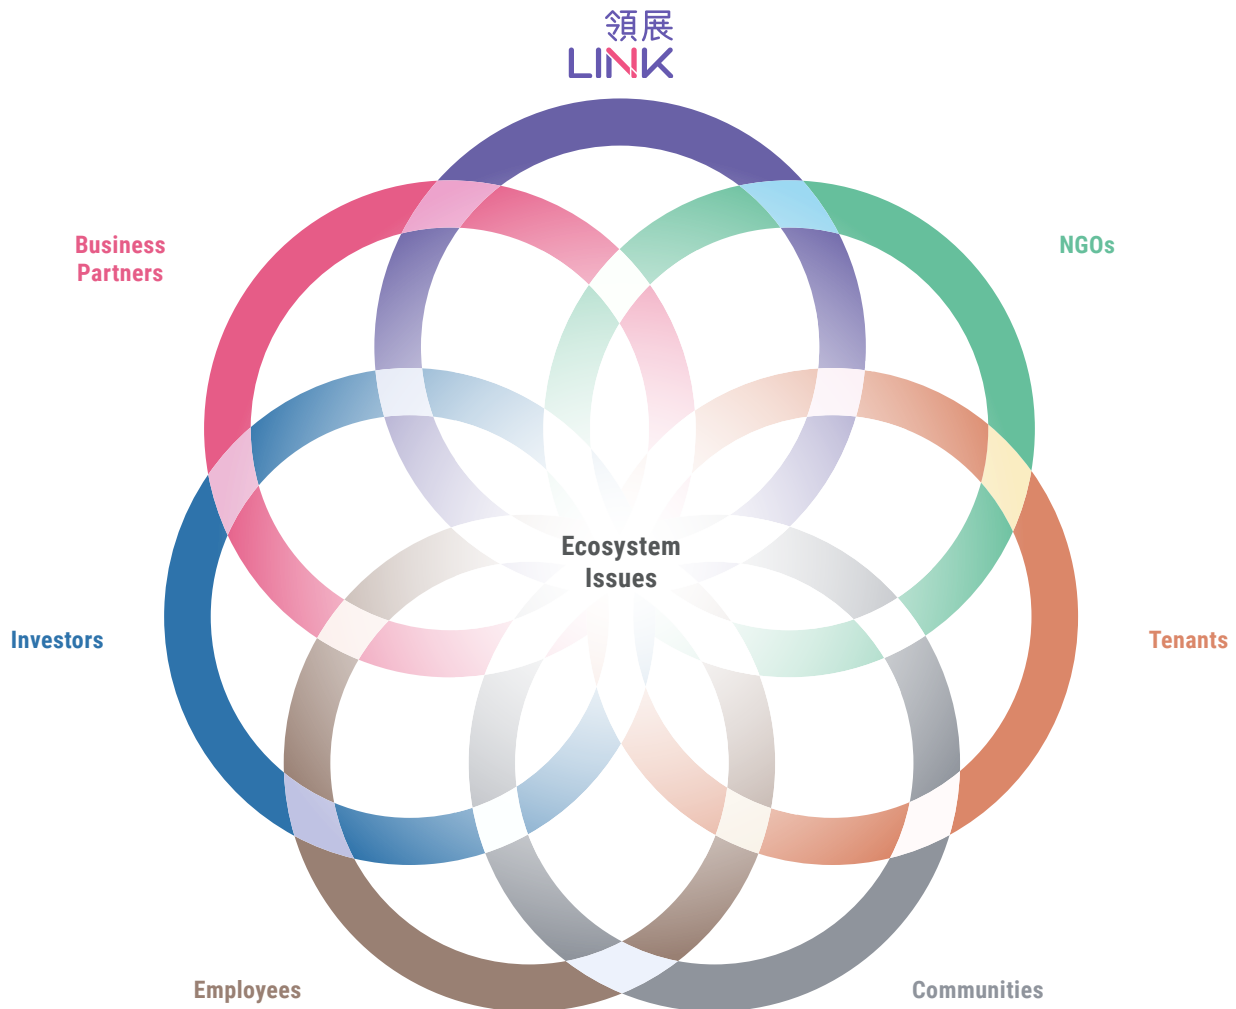 領展
LINK
Business
Partners
NGOs
Ecosystem
Issues
Investors
Tenants
Employees
Communities